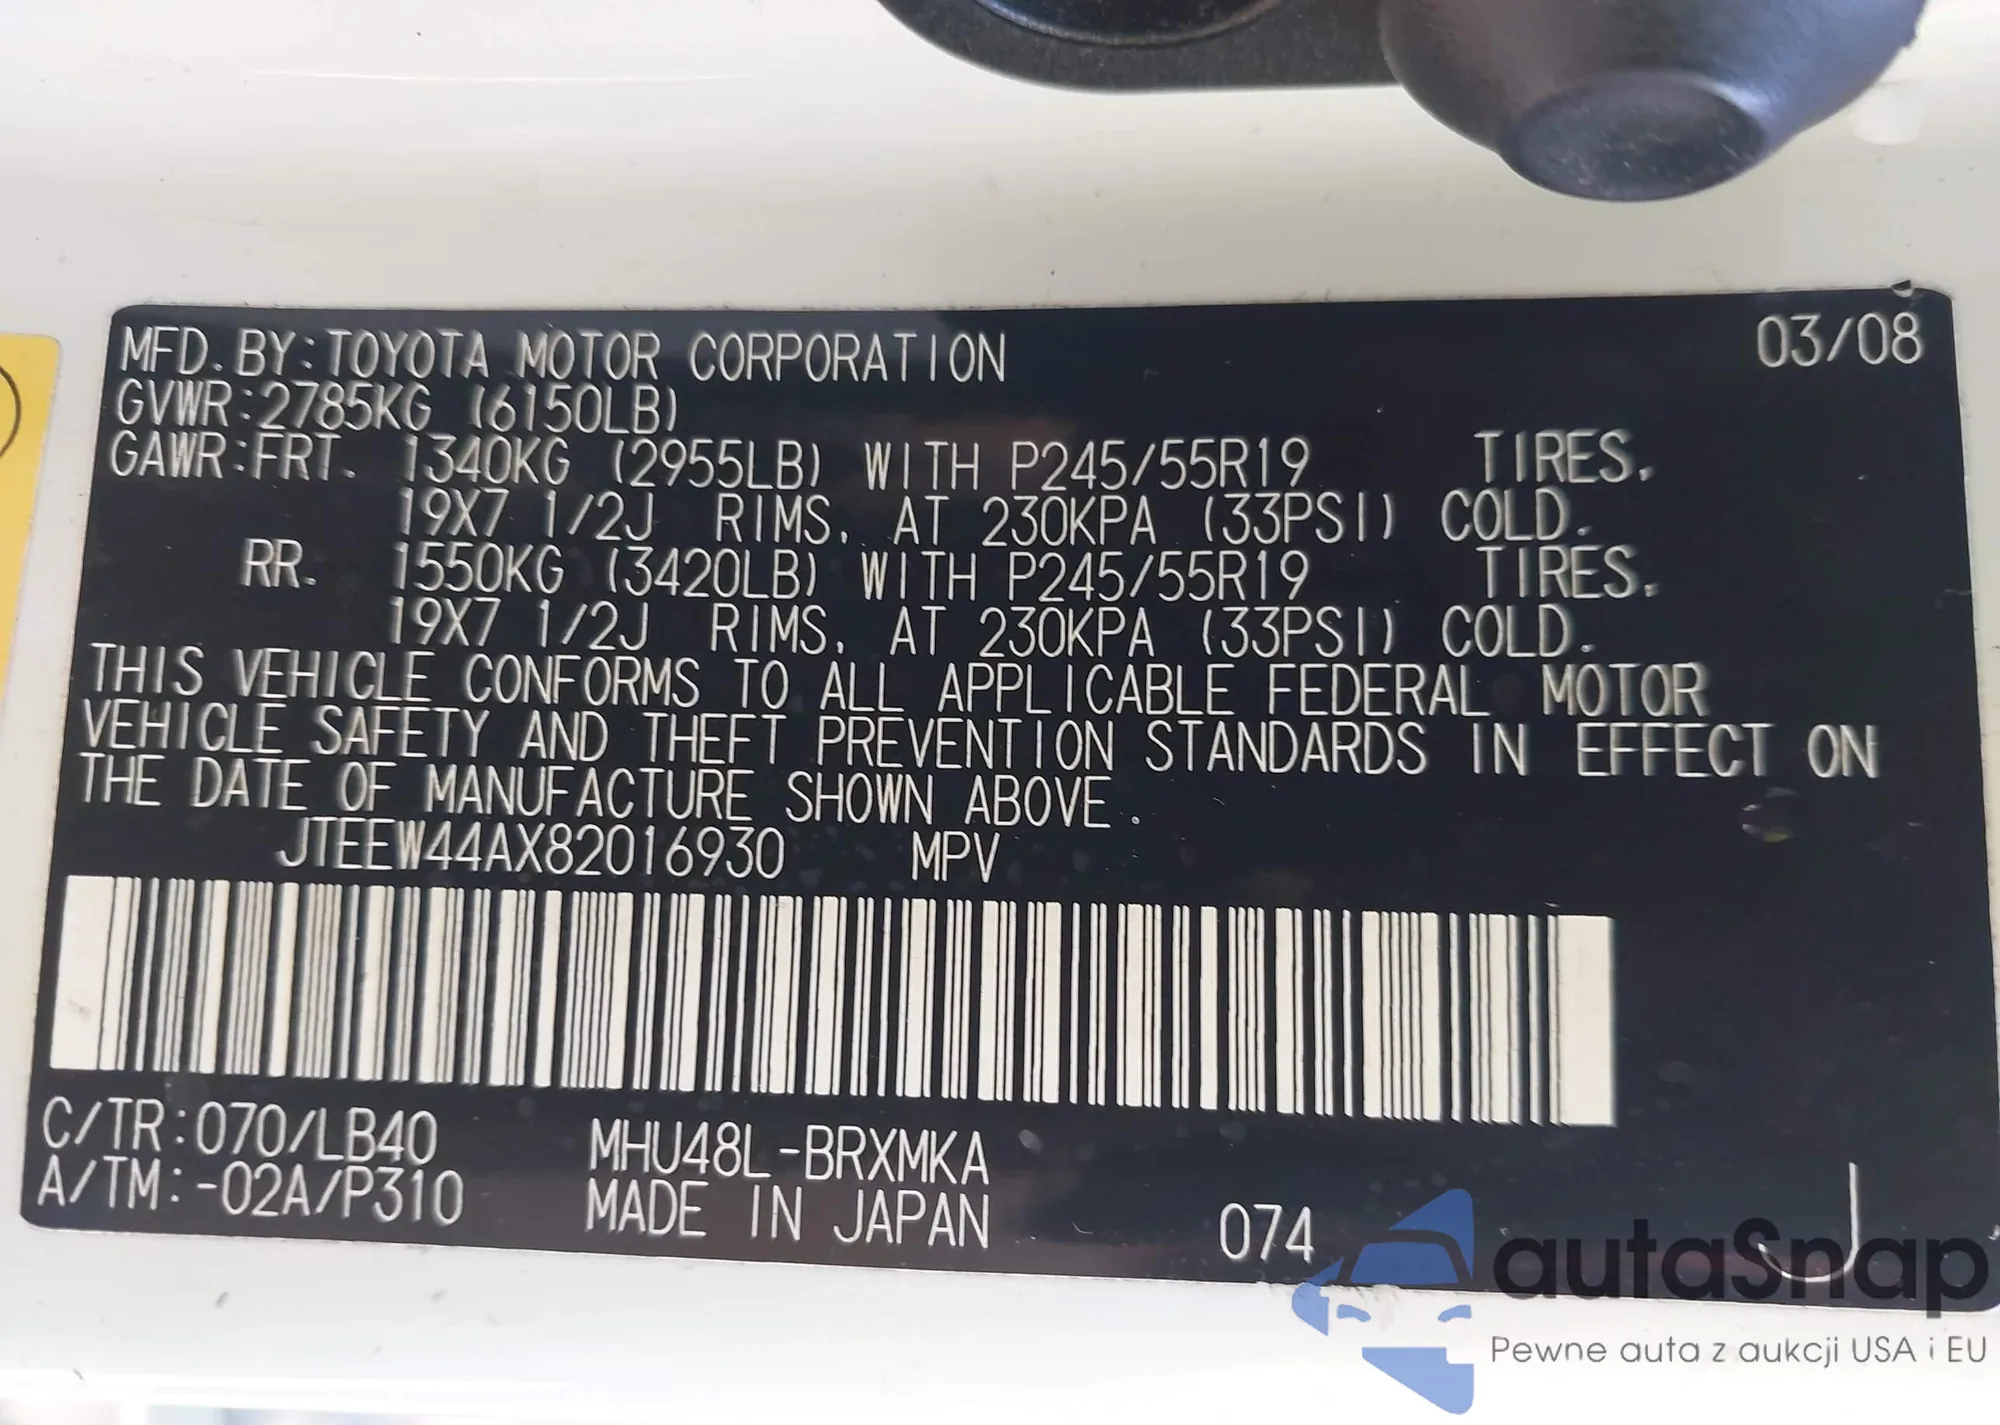 MFD. BY:TOYOTA MOTOR CORPORATION 03/08
GVWR:2785KG (6150LB)
GAWR:FRT. 1340KG (2955LB) WITH P245/55R19 TIRES,
19X7 1/2J RIMS, AT 230KPA (33PSI) COLD.
RR. 1550KG (3420LB) WITH P245/55R19 TIRES,
19X7 1/2J RIMS, AT 230KPA (33PSI) COLD.
THIS VEHICLE CONFORMS TO ALL APPLICABLE FEDERAL MOTOR
VEHICLE SAFETY AND THEFT PREVENTION STANDARDS IN EFFECT ON
THE DATE OF MANUFACTURE SHOWN ABOVE.
JTEEW44AX82016930 MPV
C/TR:070/LB40 MHU48L-BRXMKA
A/TM:-02A/P310 MADE IN JAPAN 074 J
autaSnap
Pewne auta z aukcji USA i EU